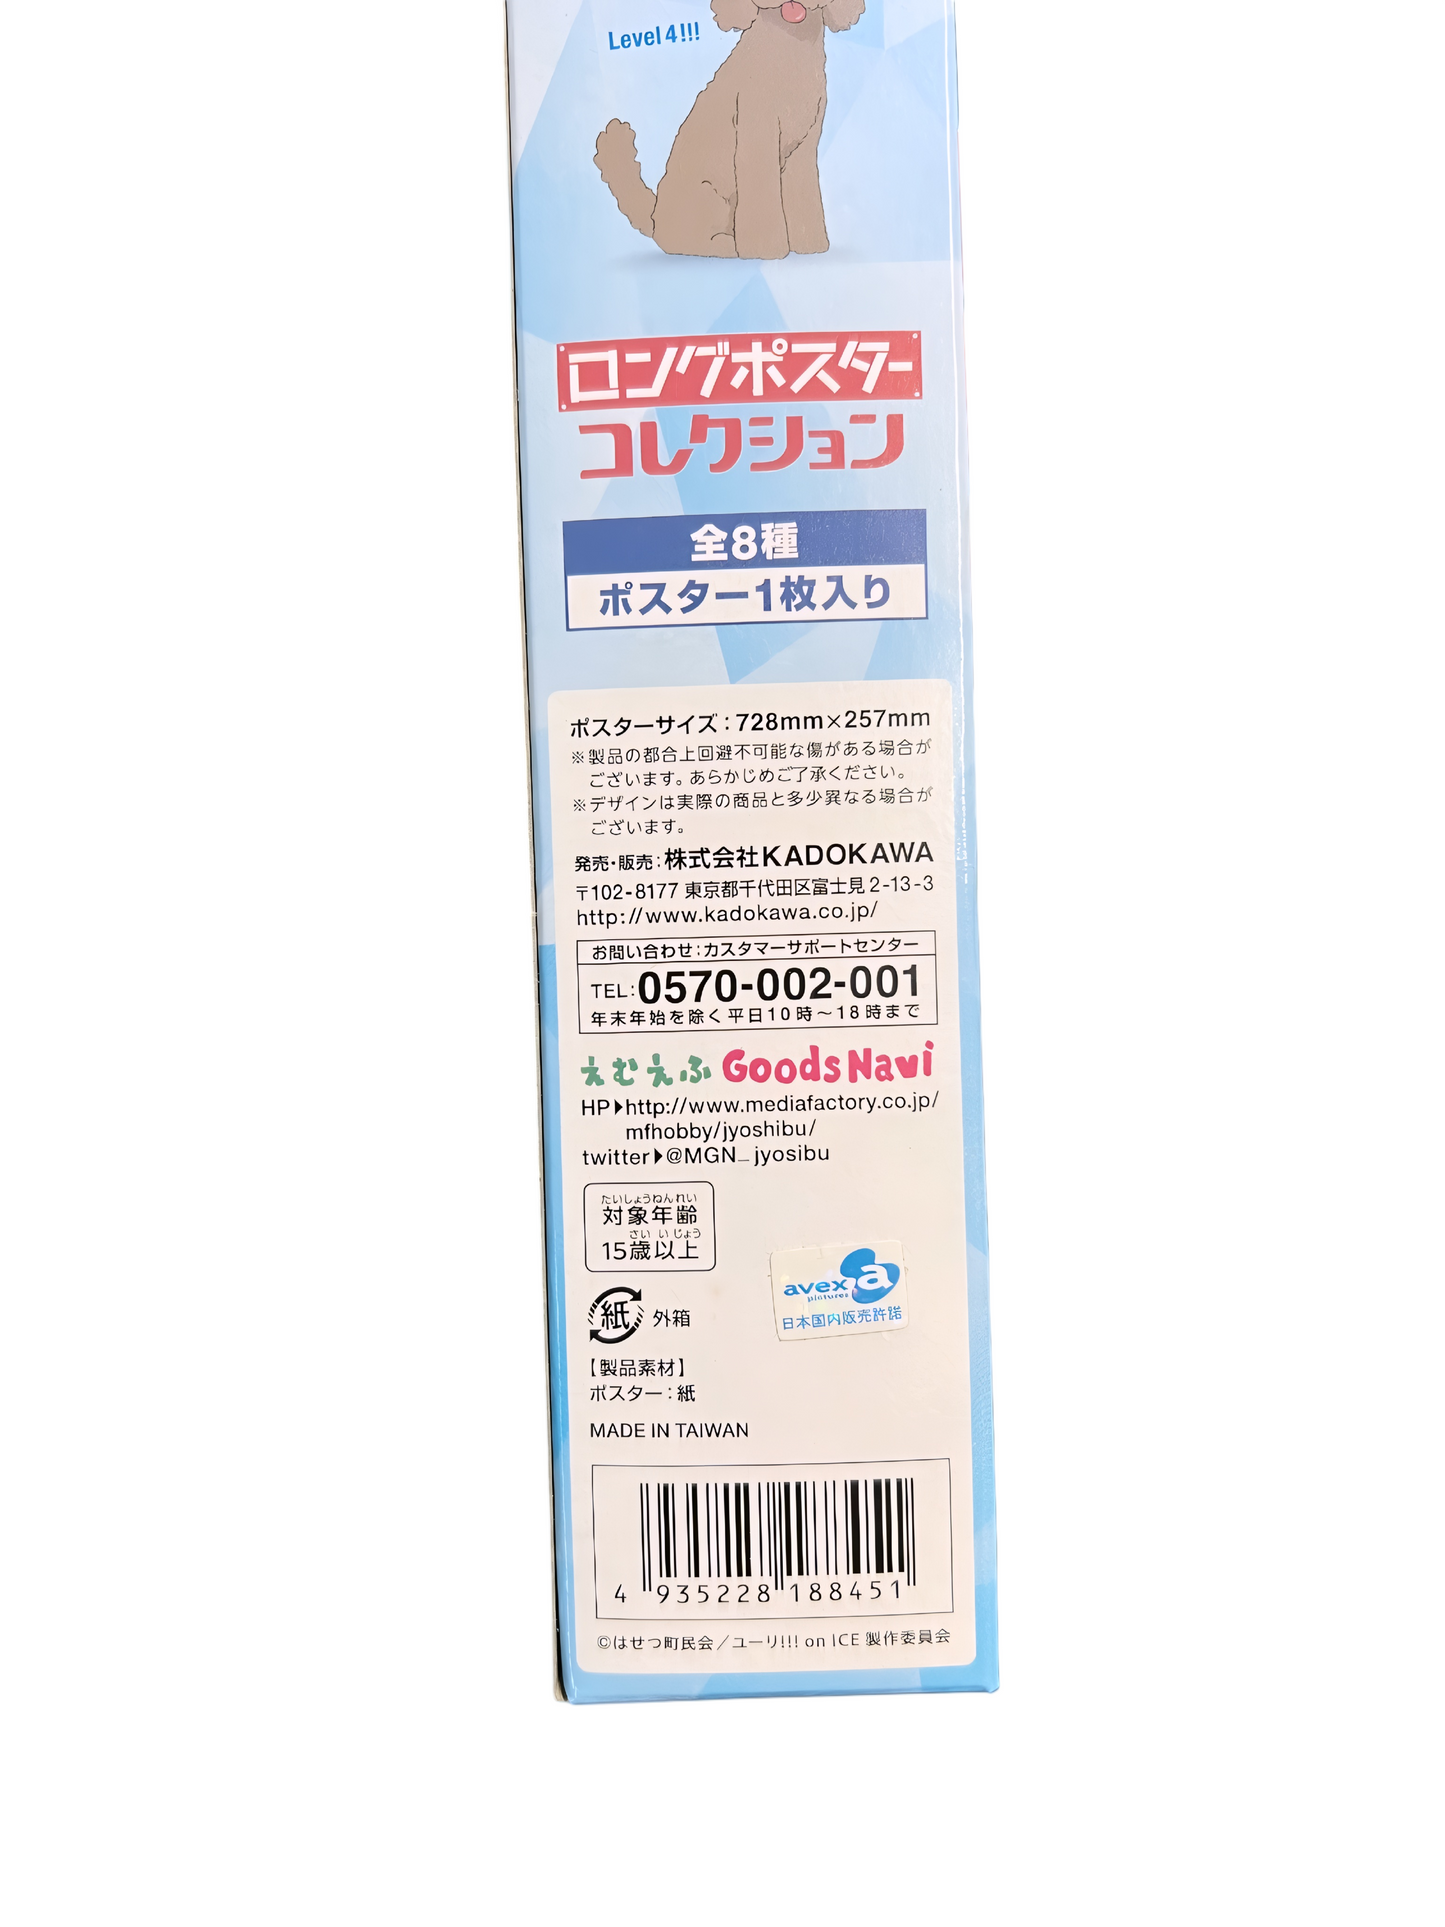 Level 4!!!
ロングポスター
コレクション
全8種
ポスター1枚入り
ポスターサイズ：728mm×257mm
※製品の都合上回避不可能な傷がある場合が
ございます。あらかじめご了承ください。
※デザインは実際の商品と多少異なる場合が
ございます。
発売・販売：株式会社KADOKAWA
〒102-8177 東京都千代田区富士見 2-13-3
http://www.kadokawa.co.jp/
お問い合わせ：カスタマーサポートセンター
TEL：0570-002-001
年末年始を除く平日10時～18時まで
えむえふ Goods Navi
HP▶http://www.mediafactory.co.jp/
mfhobby/jyoshibu/
twitter▶@MGN_jyosibu
たいしょうねんれい
対象年齢
さい い じょう
15歳以上
avex a
pictures
日本国内販売許諾
紙 外箱
【製品素材】
ポスター：紙
MADE IN TAIWAN
4 935228 188451
©はせつ町民会／ユーリ!!! on ICE 製作委員会